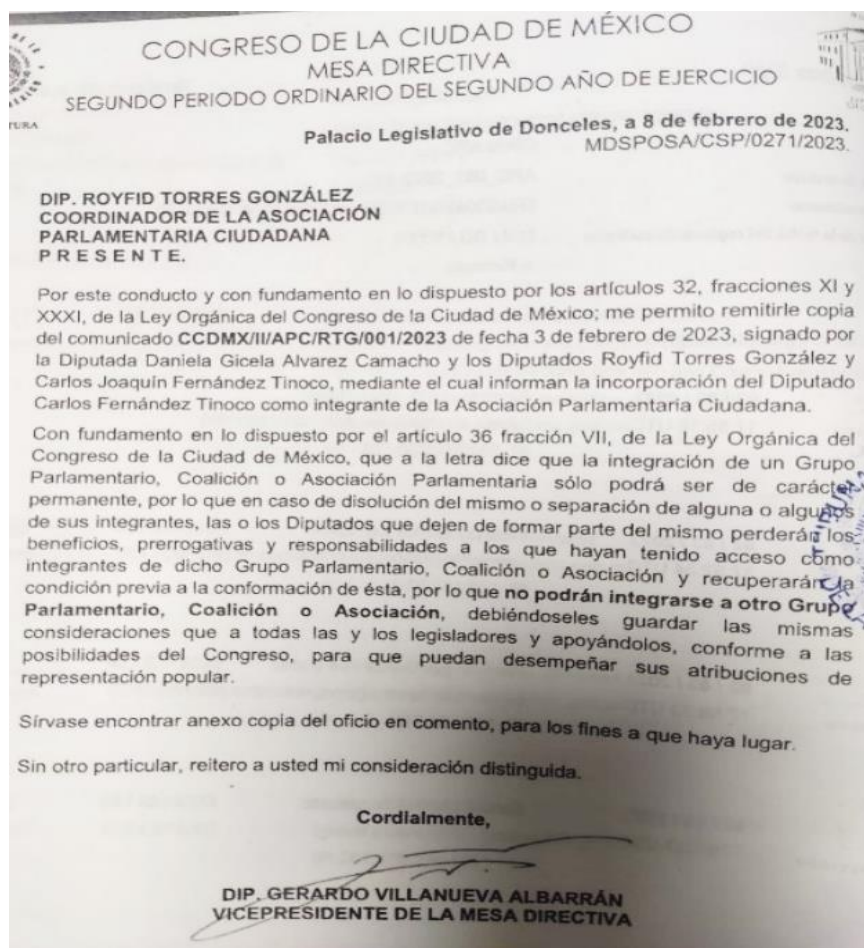 CONGRESO DE LA CIUDAD DE MÉXICO
MESA DIRECTIVA
SEGUNDO PERIODO ORDINARIO DEL SEGUNDO AÑO DE EJERCICIO
Palacio Legislativo de Donceles, a 8 de febrero de 2023.
MDSPOSA/CSP/0271/2023.
DIP. ROYFID TORRES GONZÁLEZ
COORDINADOR DE LA ASOCIACIÓN
PARLAMENTARIA CIUDADANA
P R E S E N T E.
Por este conducto y con fundamento en lo dispuesto por los artículos 32, fracciones XI y
XXXI, de la Ley Orgánica del Congreso de la Ciudad de México; me permito remitirle copia
del comunicado CCDMX/II/APC/RTG/001/2023 de fecha 3 de febrero de 2023, signado por
la Diputada Daniela Gicela Alvarez Camacho y los Diputados Royfid Torres González y
Carlos Joaquín Fernández Tinoco, mediante el cual informan la incorporación del Diputado
Carlos Fernández Tinoco como integrante de la Asociación Parlamentaria Ciudadana.
Con fundamento en lo dispuesto por el artículo 36 fracción VII, de la Ley Orgánica del
Congreso de la Ciudad de México, que a la letra dice que la integración de un Grupo
Parlamentario, Coalición o Asociación Parlamentaria sólo podrá ser de carácter
permanente, por lo que en caso de disolución del mismo o separación de alguna o algunos
de sus integrantes, las o los Diputados que dejen de formar parte del mismo perderán los
beneficios, prerrogativas y responsabilidades a los que hayan tenido acceso como
integrantes de dicho Grupo Parlamentario, Coalición o Asociación y recuperarán la
condición previa a la conformación de ésta, por lo que no podrán integrarse a otro Grupo
Parlamentario, Coalición o Asociación, debiéndoseles guardar las mismas
consideraciones que a todas las y los legisladores y apoyándolos, conforme a las
posibilidades del Congreso, para que puedan desempeñar sus atribuciones de
representación popular.
Sírvase encontrar anexo copia del oficio en comento, para los fines a que haya lugar.
Sin otro particular, reitero a usted mi consideración distinguida.
Cordialmente,
DIP. GERARDO VILLANUEVA ALBARRÁN
VICEPRESIDENTE DE LA MESA DIRECTIVA